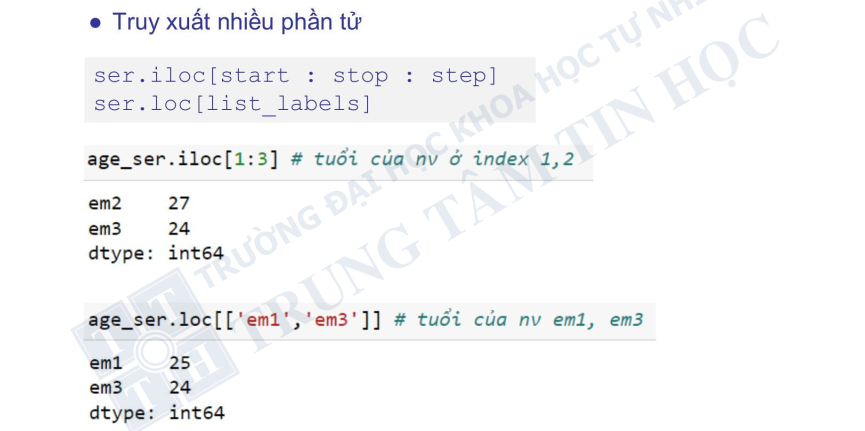 ● Truy xuất nhiều phần tử
ser.iloc[start : stop : step]
ser.loc[list_labels]
age_ser.iloc[1:3] # tuổi của nv ở index 1,2
em2 27
em3 24
dtype: int64
age_ser.loc[['em1','em3']] # tuổi của nv em1, em3
em1 25
em3 24
dtype: int64
TRƯỜNG ĐẠI HỌC KHOA HỌC TỰ NHI
TRUNG TÂM TIN HỌC